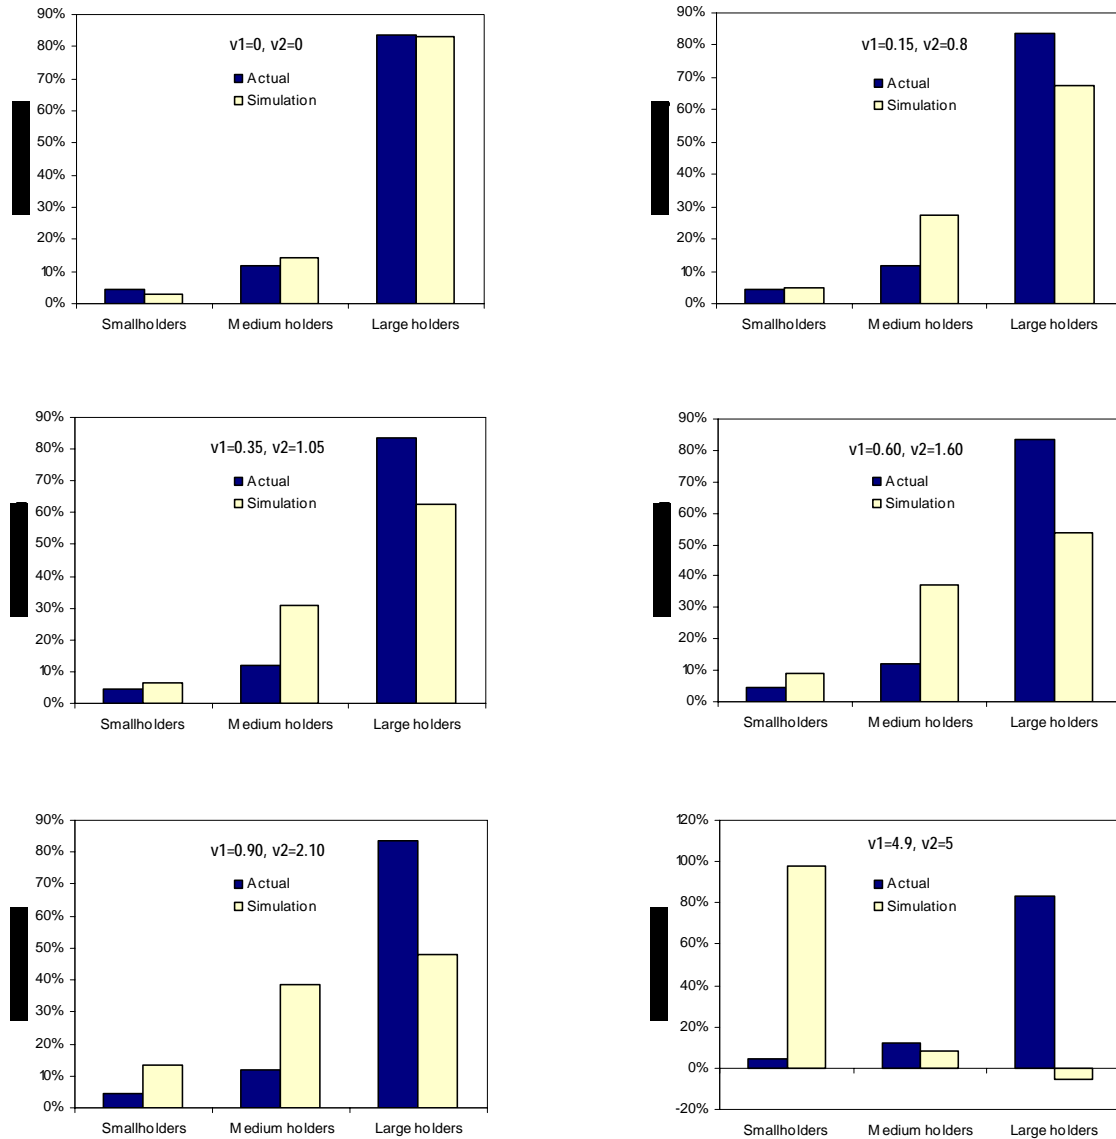 90%
80%
70%
60%
50%
40%
30%
20%
10%
0%
v1=0, v2=0
Actual
Simulation
Smallholders Medium holders Large holders
90%
80%
70%
60%
50%
40%
30%
20%
10%
0%
v1=0.15, v2=0.8
Actual
Simulation
Smallholders Medium holders Large holders
90%
80%
70%
60%
50%
40%
30%
20%
10%
0%
v1=0.35, v2=1.05
Actual
Simulation
Smallholders Medium holders Large holders
90%
80%
70%
60%
50%
40%
30%
20%
10%
0%
v1=0.60, v2=1.60
Actual
Simulation
Smallholders Medium holders Large holders
90%
80%
70%
60%
50%
40%
30%
20%
10%
0%
v1=0.90, v2=2.10
Actual
Simulation
Smallholders Medium holders Large holders
120%
100%
80%
60%
40%
20%
0%
-20%
v1=4.9, v2=5
Actual
Simulation
Smallholders Medium holders Large holders